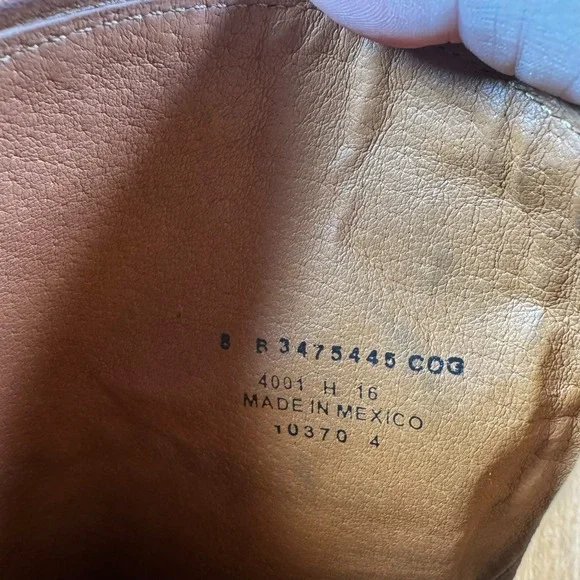 8 B 3475445 COG
4001 H 16
MADE IN MEXICO
10370 4